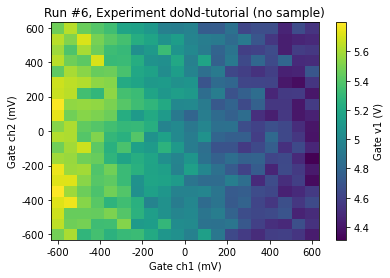 Run #6, Experiment doNd-tutorial (no sample)
Gate ch2 (mV)
600
400
200
0
-200
-400
-600
-600 -400 -200 0 200 400 600
Gate ch1 (mV)
5.6
5.4
5.2
5
4.8
4.6
4.4
Gate v1 (V)